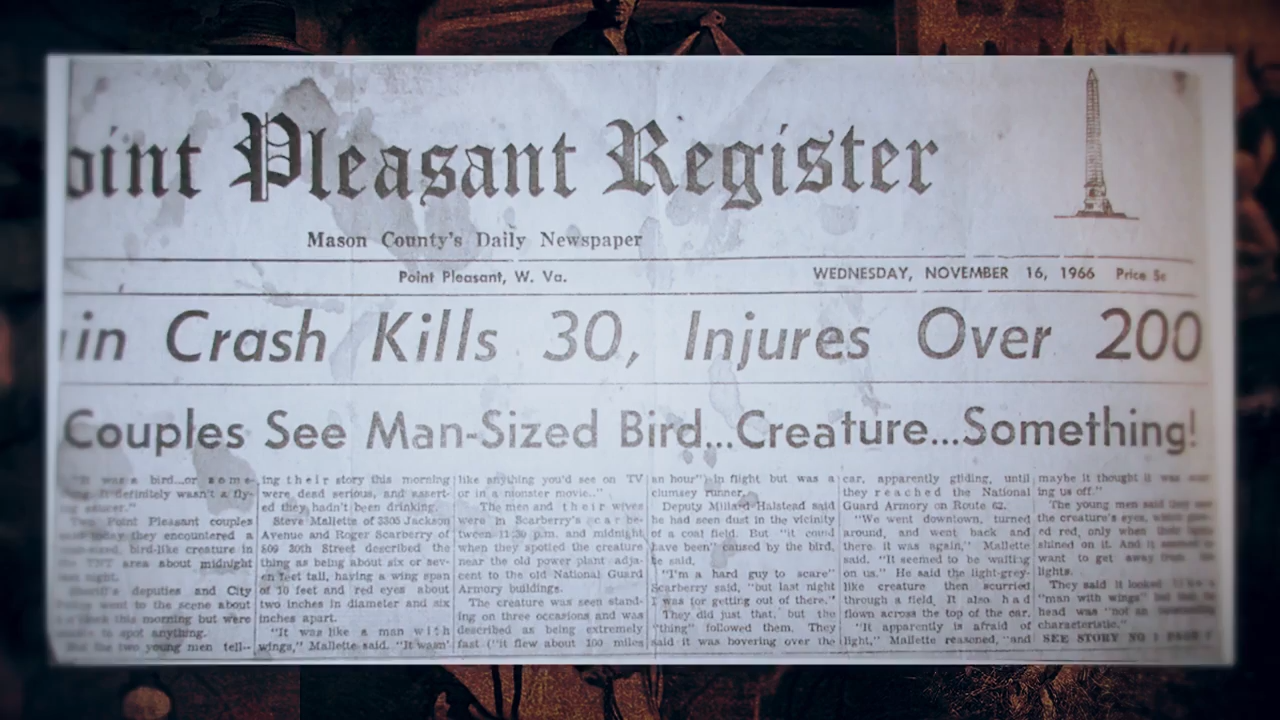 oint Pleasant Register
Mason County's Daily Newspaper
Point Pleasant, W. Va.
WEDNESDAY, NOVEMBER 16, 1966 Price 5c
in Crash Kills 30, Injures Over 200
Couples See Man-Sized Bird...Creature...Something!
"It was a bird...or some-
thing. It definitely wasn't a fly-
ing saucer."
Two Point Pleasant couples
today they encountered a
bird-like creature in
TNT area about midnight
last night.
Sheriff's deputies and City
went to the scene about
this morning but were
to spot anything.
But the two young men tell-
ing their story this morning
were dead serious, and assert-
ed they hadn't been drinking.
Steve Mallette of 3305 Jackson
Avenue and Roger Scarberry of
809 30th Street described the
thing as being about six or sev-
en feet tall, having a wing span
of 10 feet and red eyes about
two inches in diameter and six
inches apart.
"It was like a man with
wings," Mallette said. "It wasn't
like anything you'd see on TV
or in a monster movie..."
The men and their wives
were in Scarberry's car be-
tween 11:30 p.m. and midnight
when they spotted the creature
near the old power plant adja-
cent to the old National Guard
Armory buildings.
The creature was seen stand-
ing on three occasions and was
described as being extremely
fast ("it flew about 100 miles
an hour") in flight but was a
clumsey runner.
Deputy Millard Halstead said
he had seen dust in the vicinity
of a coal field. But "it could
have been" caused by the bird,
he said.
"I'm a hard guy to scare"
Scarberry said, "but last night
I was for getting out of there."
They did just that, but the
"thing" followed them. They
said it was hovering over the
car, apparently gliding, until
they reached the National
Guard Armory on Route 62.
"We went downtown, turned
around, and went back and
there it was again," Mallette
said. "It seemed to be waiting
on us." He said the light-grey-
like creature then scurried
through a field. It also had
flown across the top of the car.
"It apparently is afraid of
light," Mallette reasoned, "and
maybe it thought it was
ing us off."
The young men said they
the creature's eyes, which
ed red, only when their
shined on it. And it seemed
want to get away from the
lights.
They said it looked like a
"man with wings" but
head was "not an
characteristic."
SEE STORY NO 1 PAGE